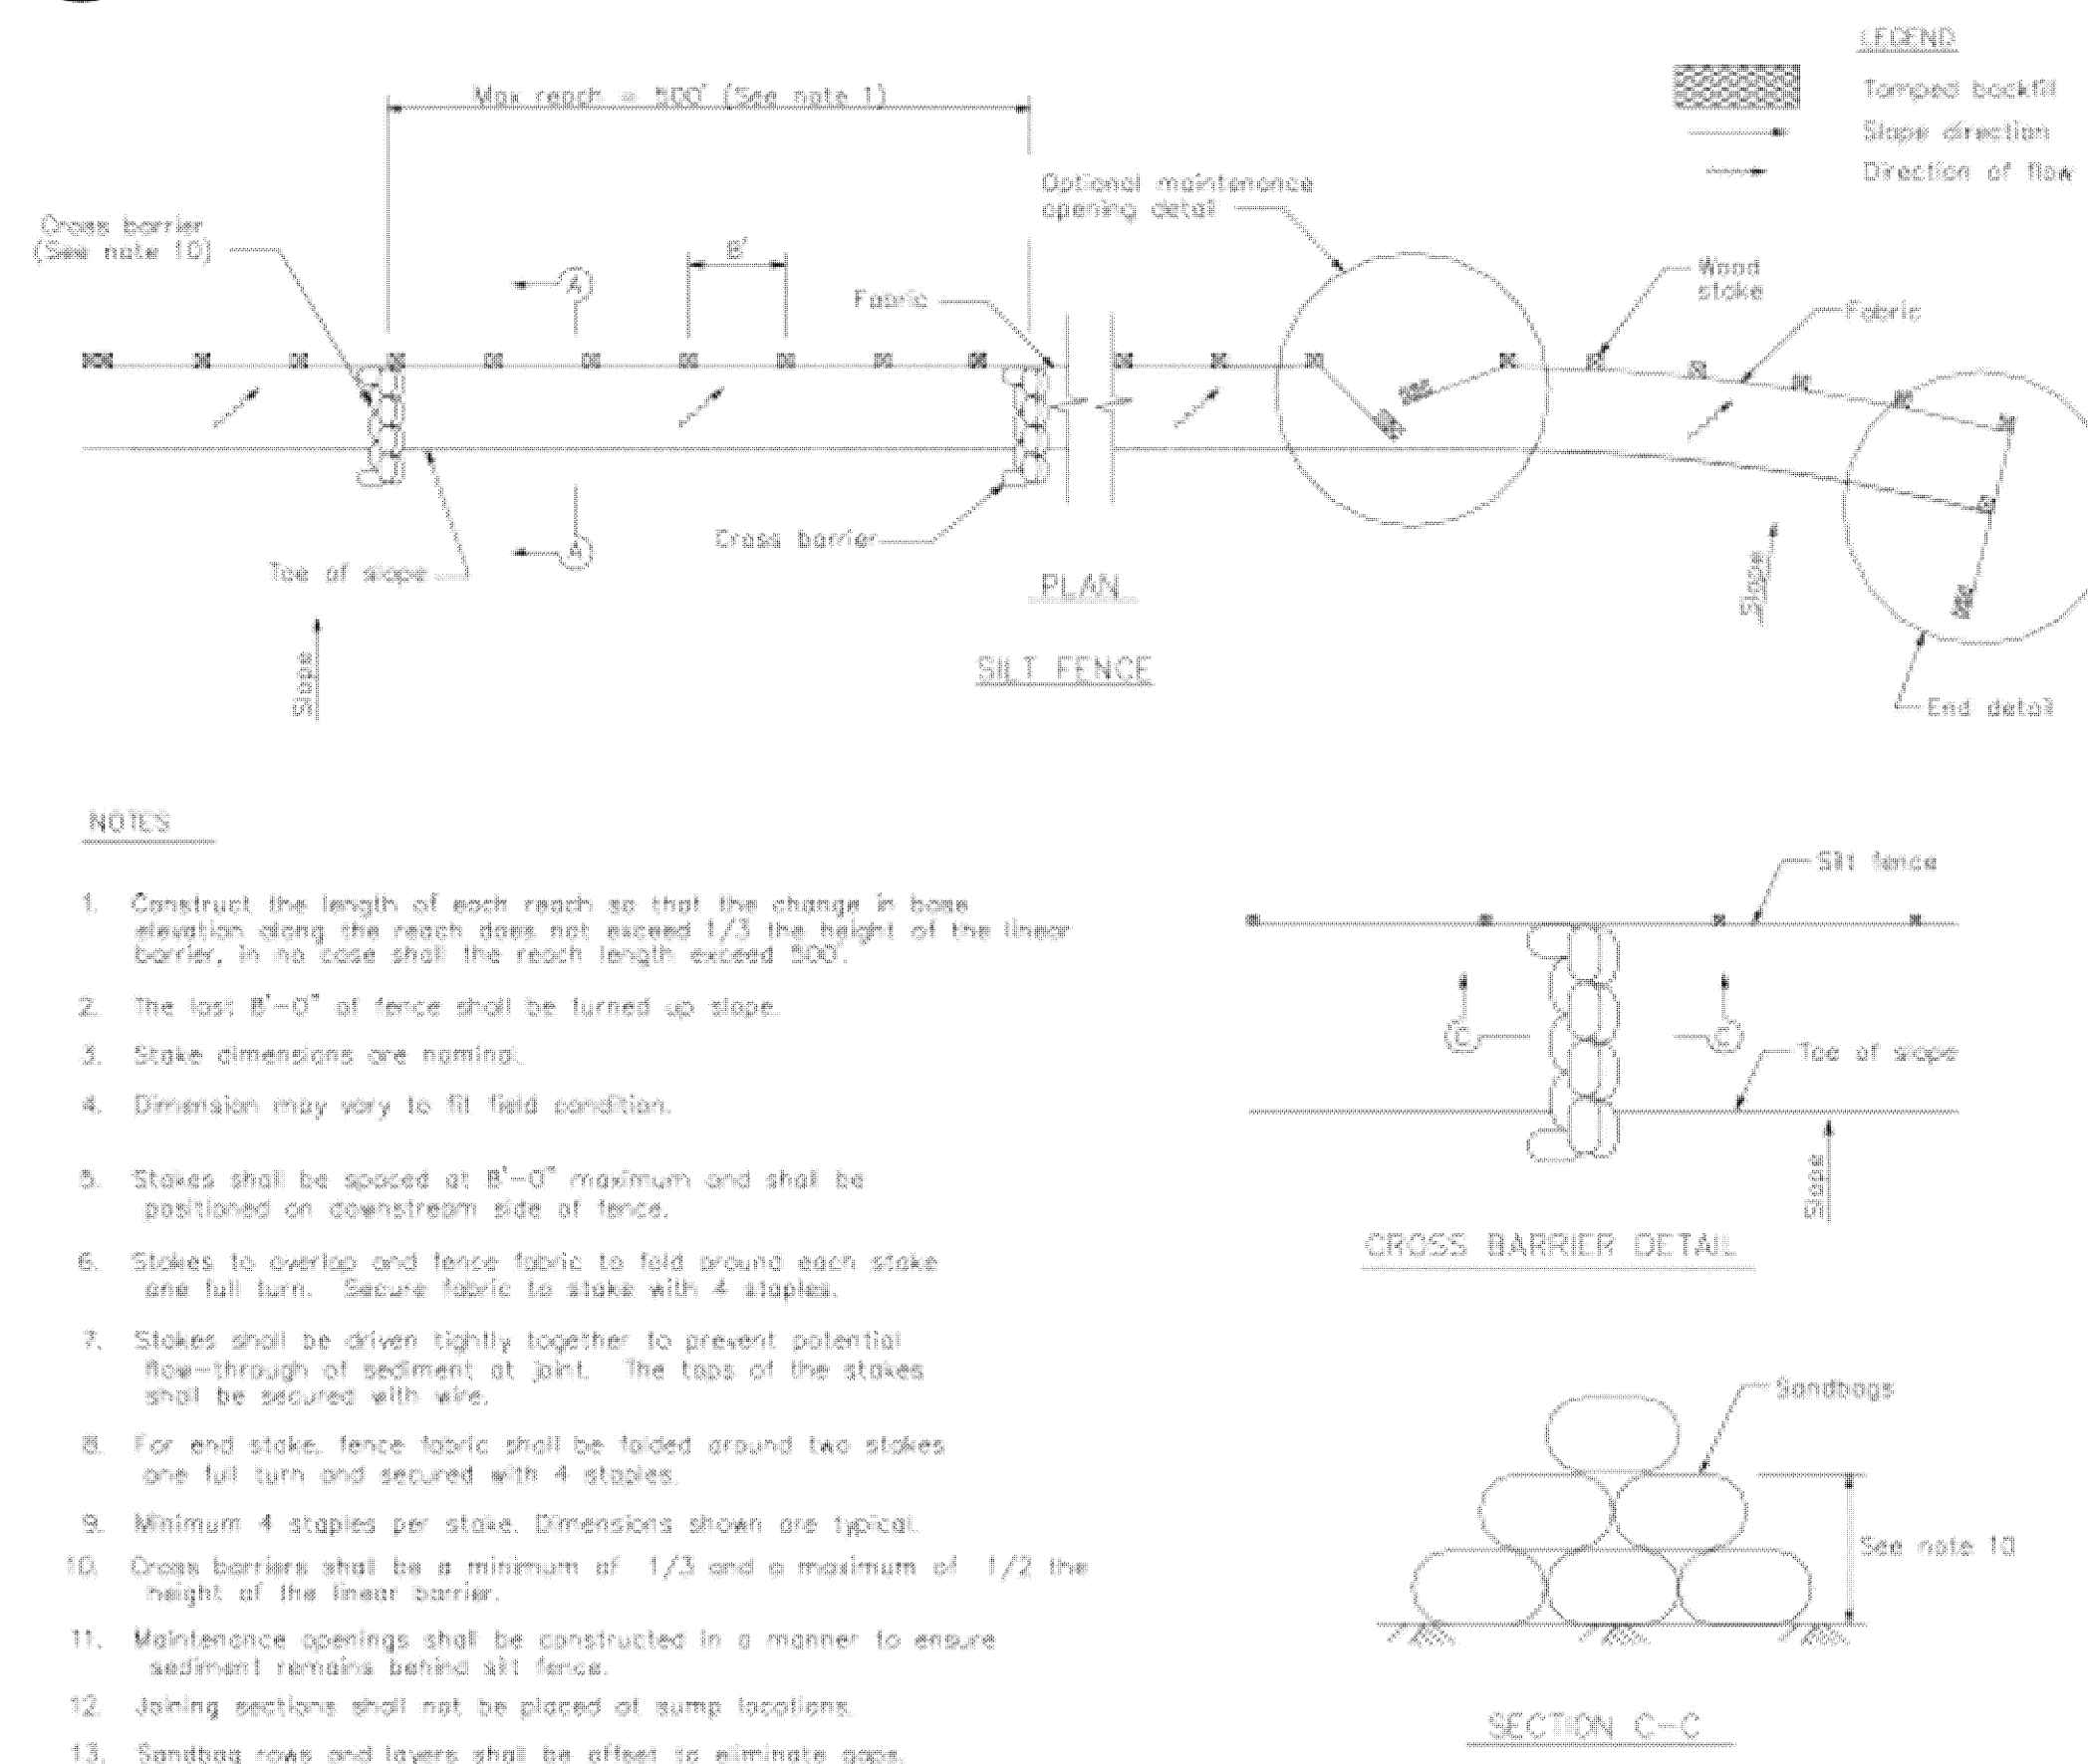 LEGEND
Tamped backfill
Slope direction
Direction of flow
Max reach = 500' (See note 1)
Optional maintenance
opening detail
Cross barrier
(See note 10)
A
8'
Fabric
Wood
stake
Fabric
Cross barrier
A
Toe of slope
PLAN
Slope
Slope
SILT FENCE
End detail
NOTES
1. Construct the length of each reach so that the change in base
elevation along the reach does not exceed 1/3 the height of the linear
barrier, in no case shall the reach length exceed 500'.
2. The last 8'-0" of fence shall be turned up slope.
3. Stake dimensions are nominal.
4. Dimension may vary to fit field condition.
5. Stakes shall be spaced at 8'-0" maximum and shall be
positioned on downstream side of fence.
6. Stakes to overlap and fence fabric to fold around each stake
one full turn. Secure fabric to stake with 4 staples.
7. Stakes shall be driven tightly together to prevent potential
flow-through of sediment at joint. The tops of the stakes
shall be secured with wire.
8. For end stake, fence fabric shall be folded around two stakes
one full turn and secured with 4 staples.
9. Minimum 4 staples per stake. Dimensions shown are typical.
10. Cross barriers shall be a minimum of 1/3 and a maximum of 1/2 the
height of the linear barrier.
11. Maintenance openings shall be constructed in a manner to ensure
sediment remains behind silt fence.
12. Joining sections shall not be placed at sump locations.
13. Sandbag rows and layers shall be offset to eliminate gaps.
Silt fence
C
C
Toe of slope
Slope
CROSS BARRIER DETAIL
Sandbags
See note 10
SECTION C-C